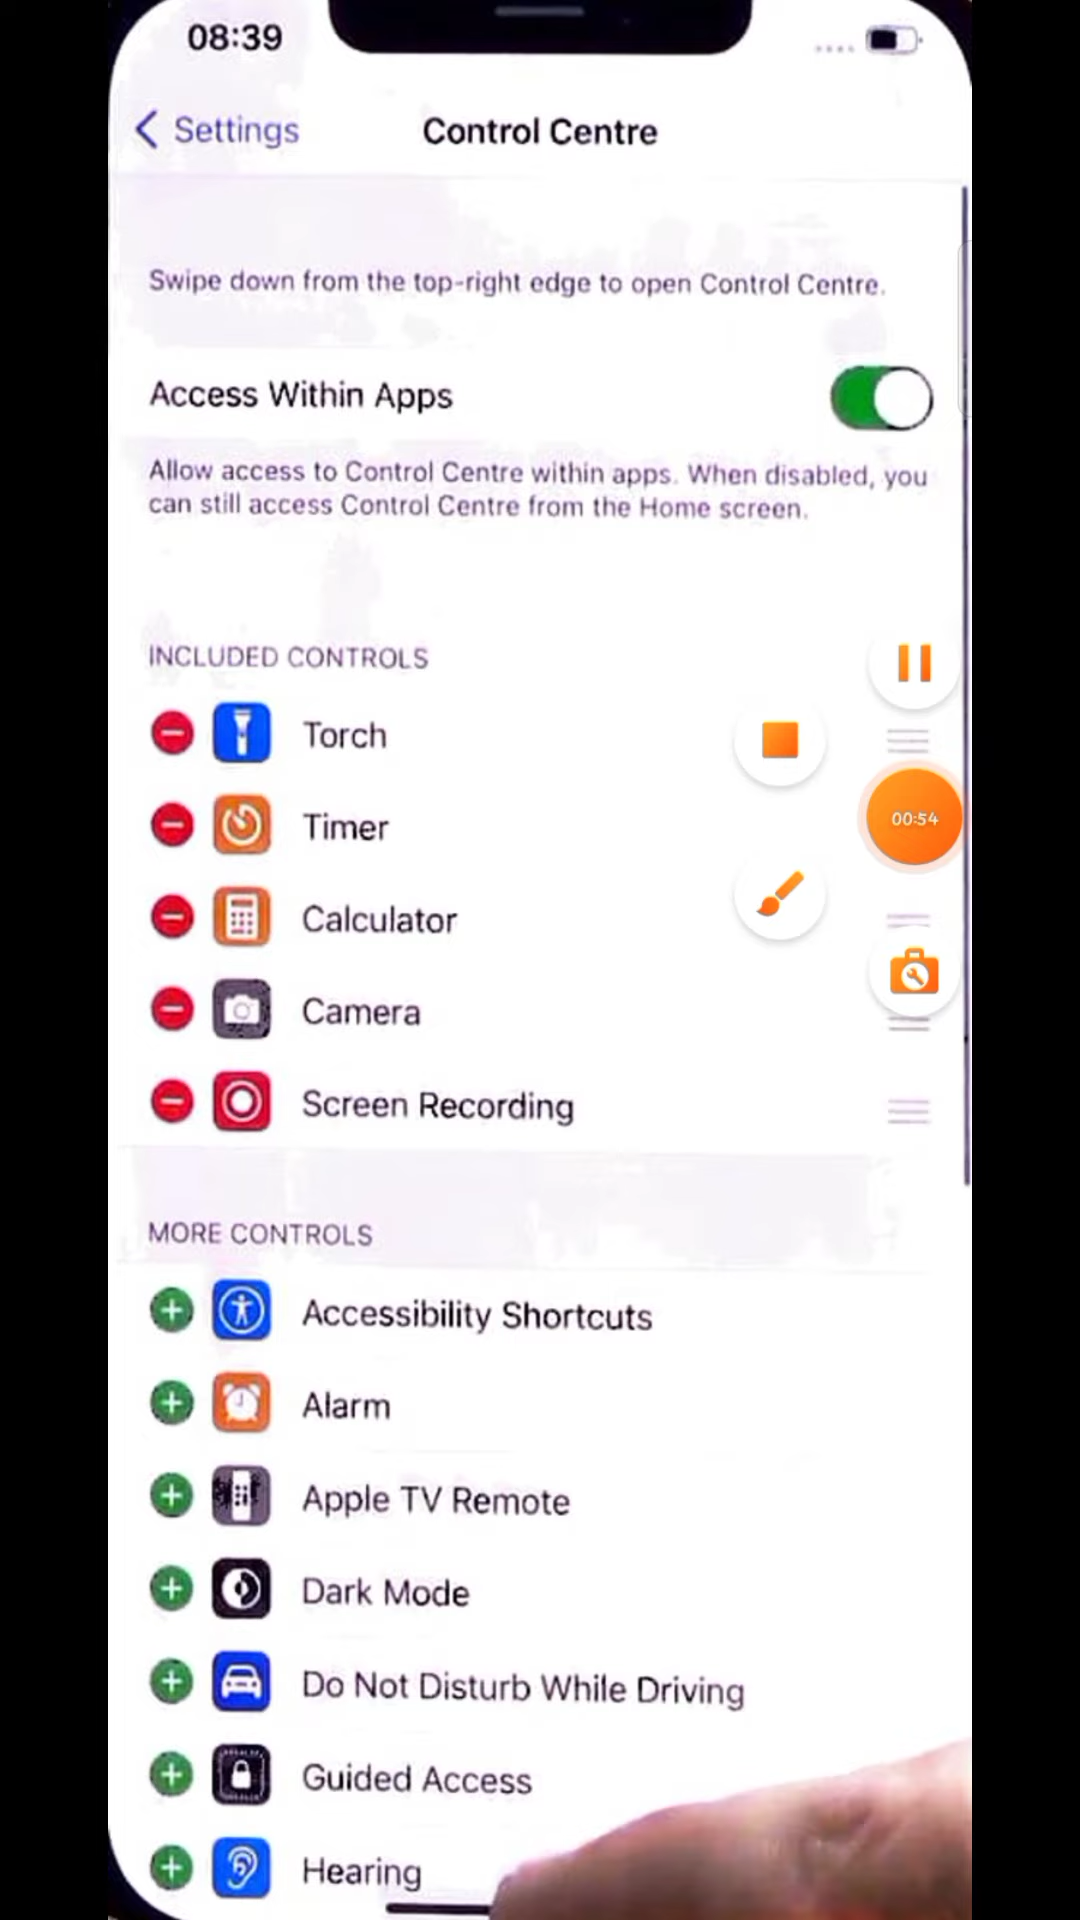 08:39
Settings
Control Centre
Swipe down from the top-right edge to open Control Centre.
Access Within Apps
Allow access to Control Centre within apps. When disabled, you
can still access Control Centre from the Home screen.
INCLUDED CONTROLS
Torch
Timer
00:54
Calculator
Camera
Screen Recording
MORE CONTROLS
Accessibility Shortcuts
Alarm
Apple TV Remote
Dark Mode
Do Not Disturb While Driving
Guided Access
Hearing